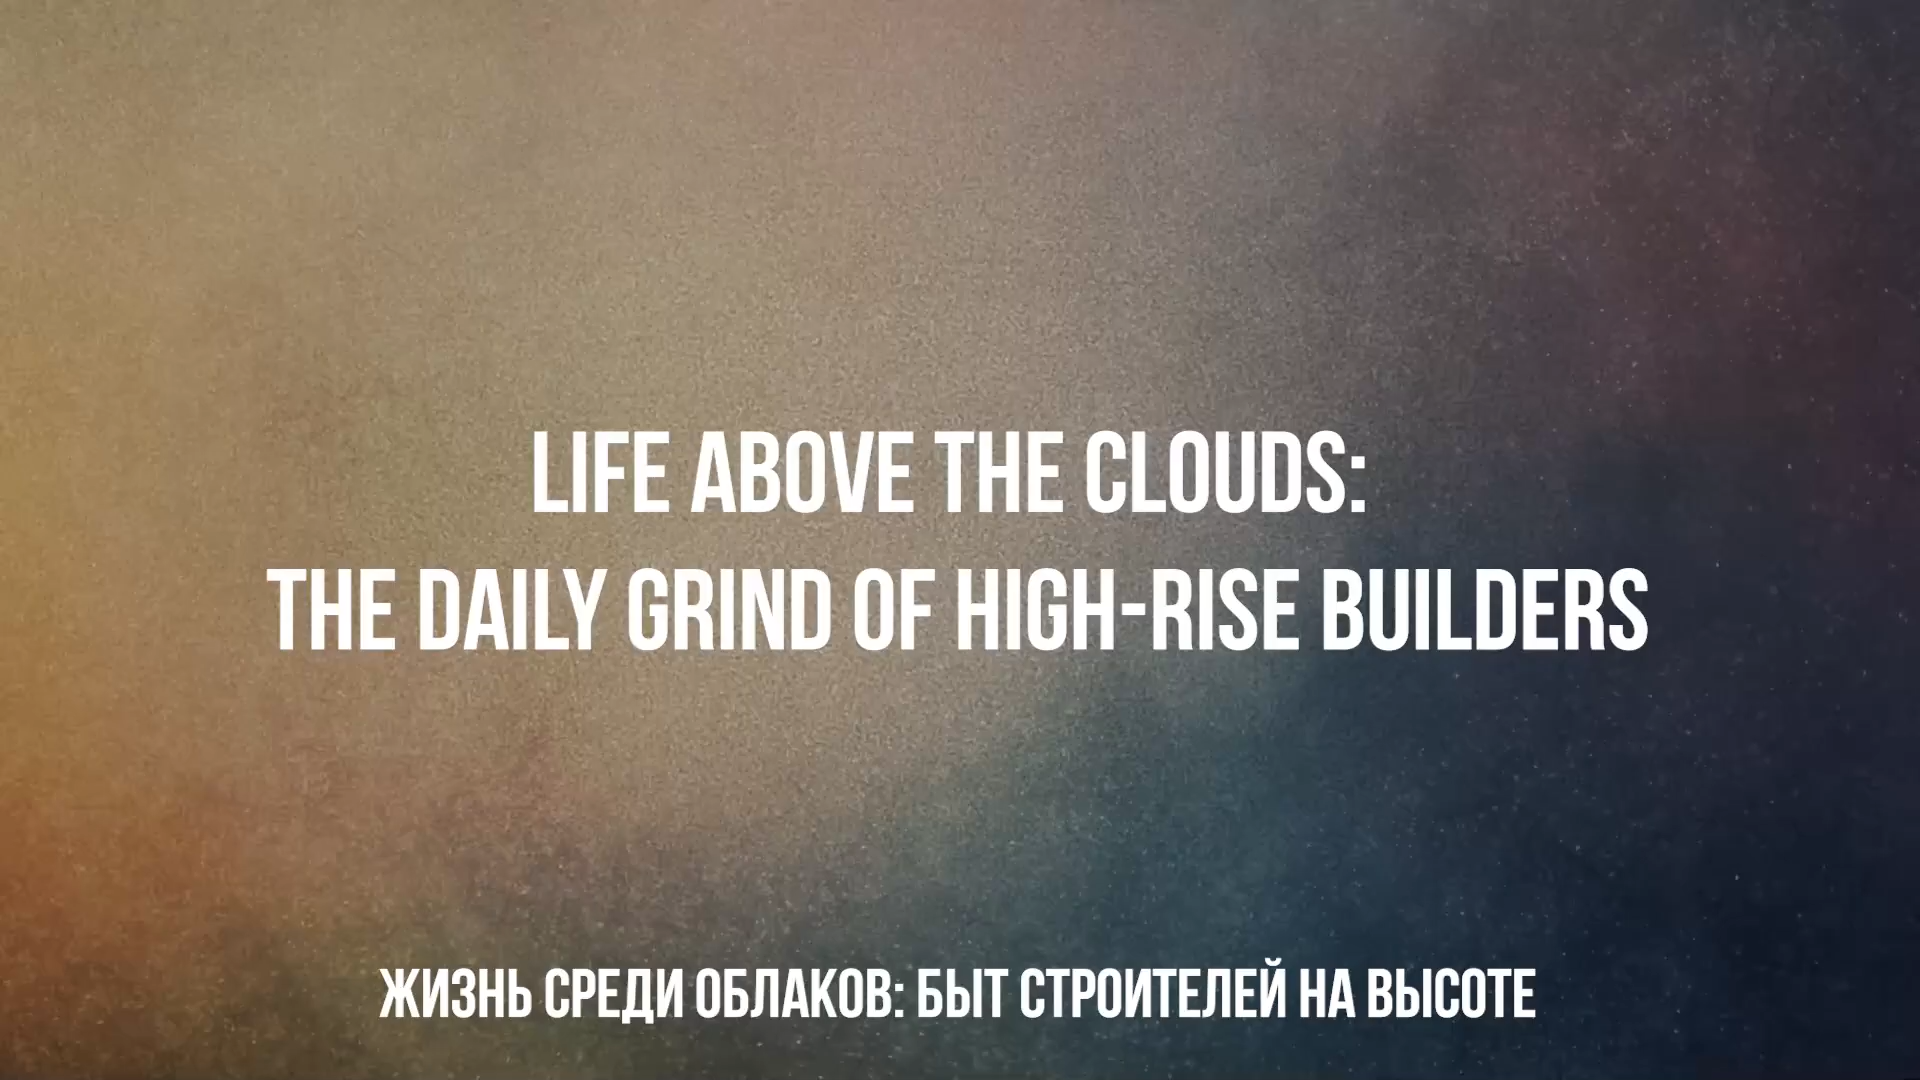 LIFE ABOVE THE CLOUDS:
THE DAILY GRIND OF HIGH-RISE BUILDERS
ЖИЗНЬ СРЕДИ ОБЛАКОВ: БЫТ СТРОИТЕЛЕЙ НА ВЫСОТЕ